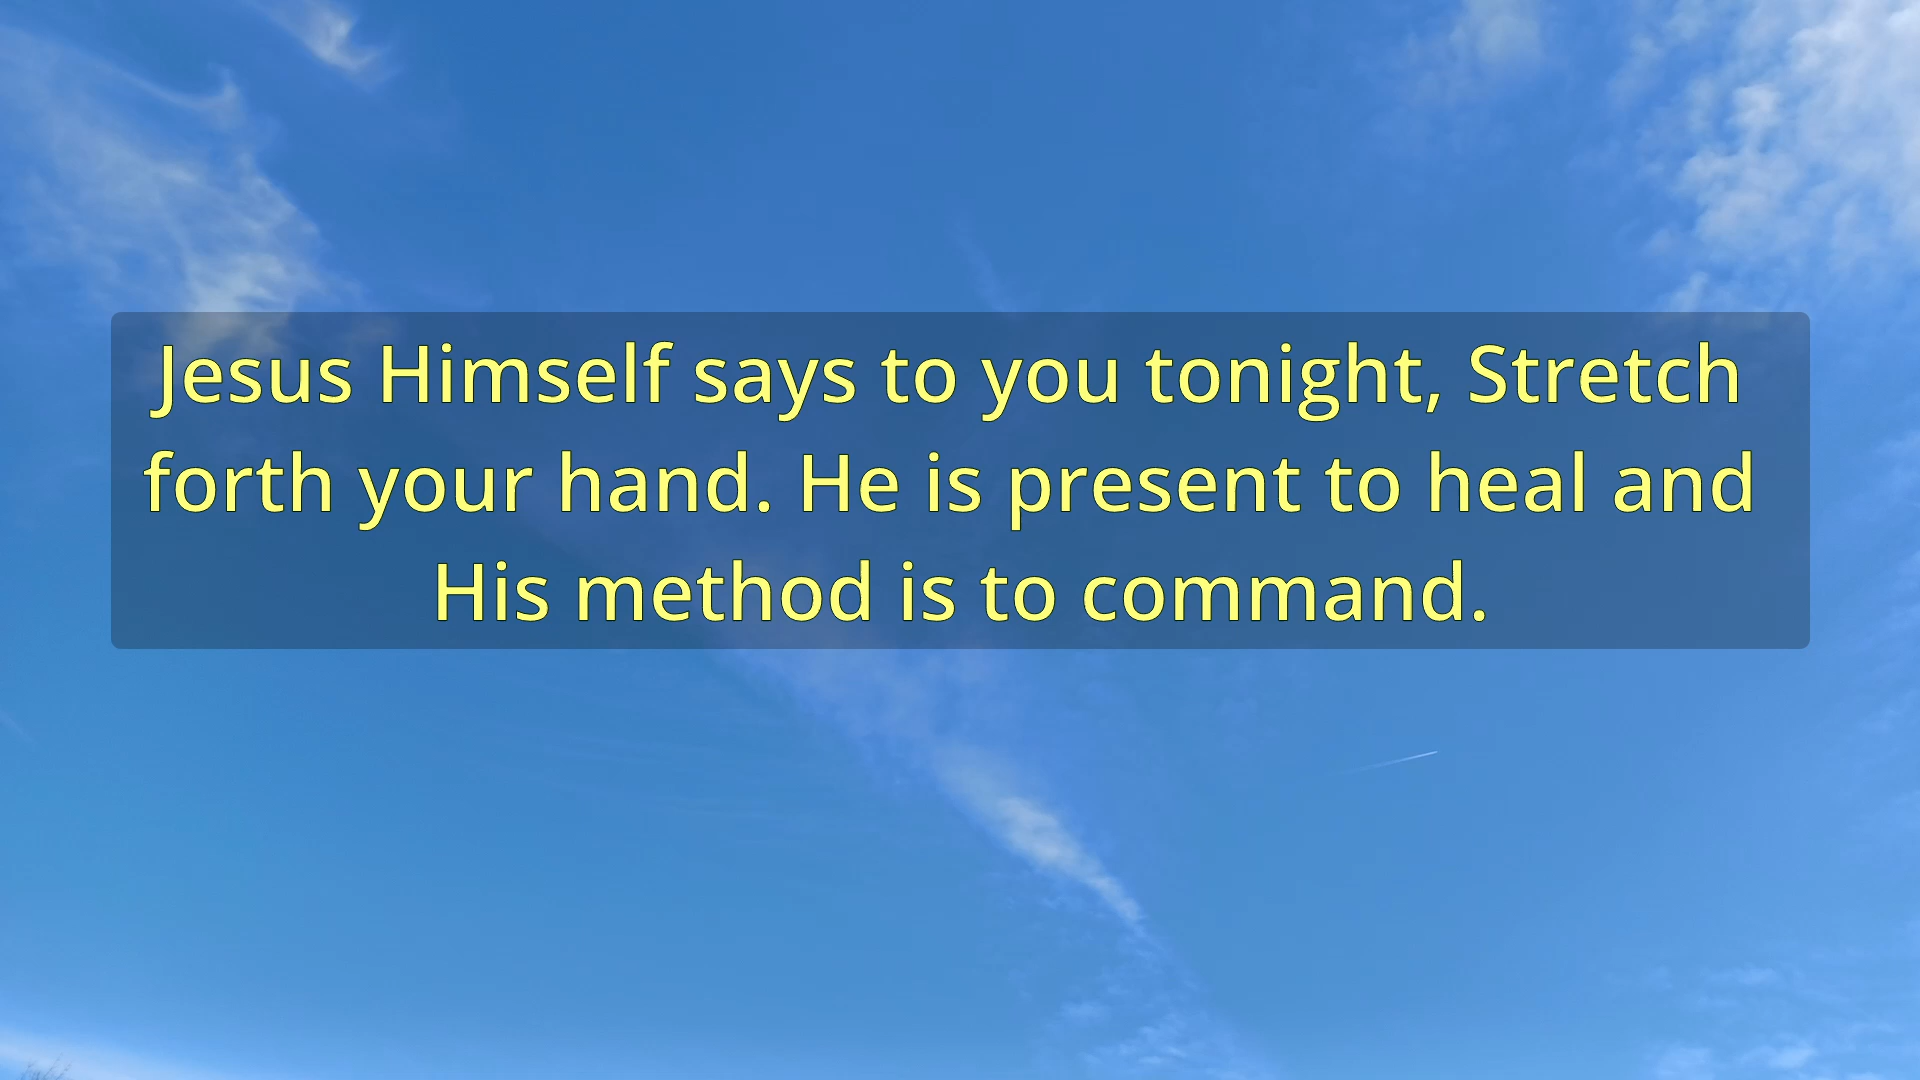 Jesus Himself says to you tonight, Stretch
forth your hand. He is present to heal and
His method is to command.